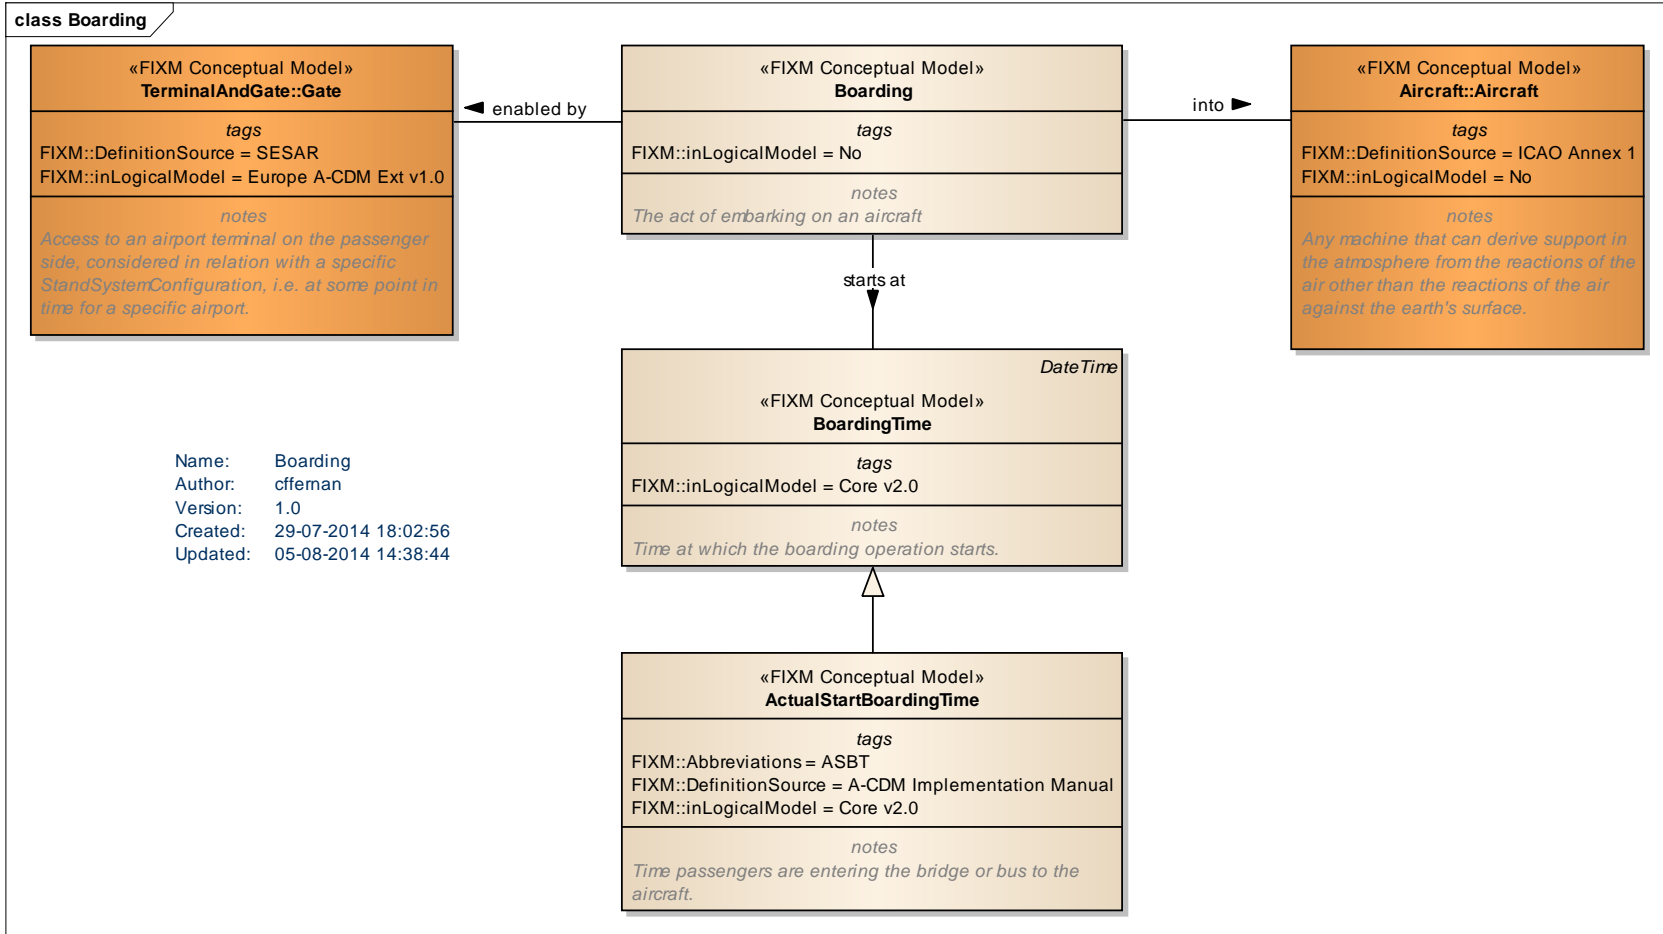 class Boarding
«FIXM Conceptual Model»
TerminalAndGate::Gate
tags
FIXM::DefinitionSource = SESAR
FIXM::inLogicalModel = Europe A-CDM Ext v1.0
notes
Access to an airport terminal on the passenger
side, considered in relation with a specific
StandSystemConfiguration, i.e. at some point in
time for a specific airport.
enabled by
«FIXM Conceptual Model»
Boarding
tags
FIXM::inLogicalModel = No
notes
The act of embarking on an aircraft
into
«FIXM Conceptual Model»
Aircraft::Aircraft
tags
FIXM::DefinitionSource = ICAO Annex 1
FIXM::inLogicalModel = No
notes
Any machine that can derive support in
the atmosphere from the reactions of the
air other than the reactions of the air
against the earth's surface.
starts at
DateTime
«FIXM Conceptual Model»
BoardingTime
tags
FIXM::inLogicalModel = Core v2.0
notes
Time at which the boarding operation starts.
Name: Boarding
Author: cffernan
Version: 1.0
Created: 29-07-2014 18:02:56
Updated: 05-08-2014 14:38:44
«FIXM Conceptual Model»
ActualStartBoardingTime
tags
FIXM::Abbreviations = ASBT
FIXM::DefinitionSource = A-CDM Implementation Manual
FIXM::inLogicalModel = Core v2.0
notes
Time passengers are entering the bridge or bus to the
aircraft.